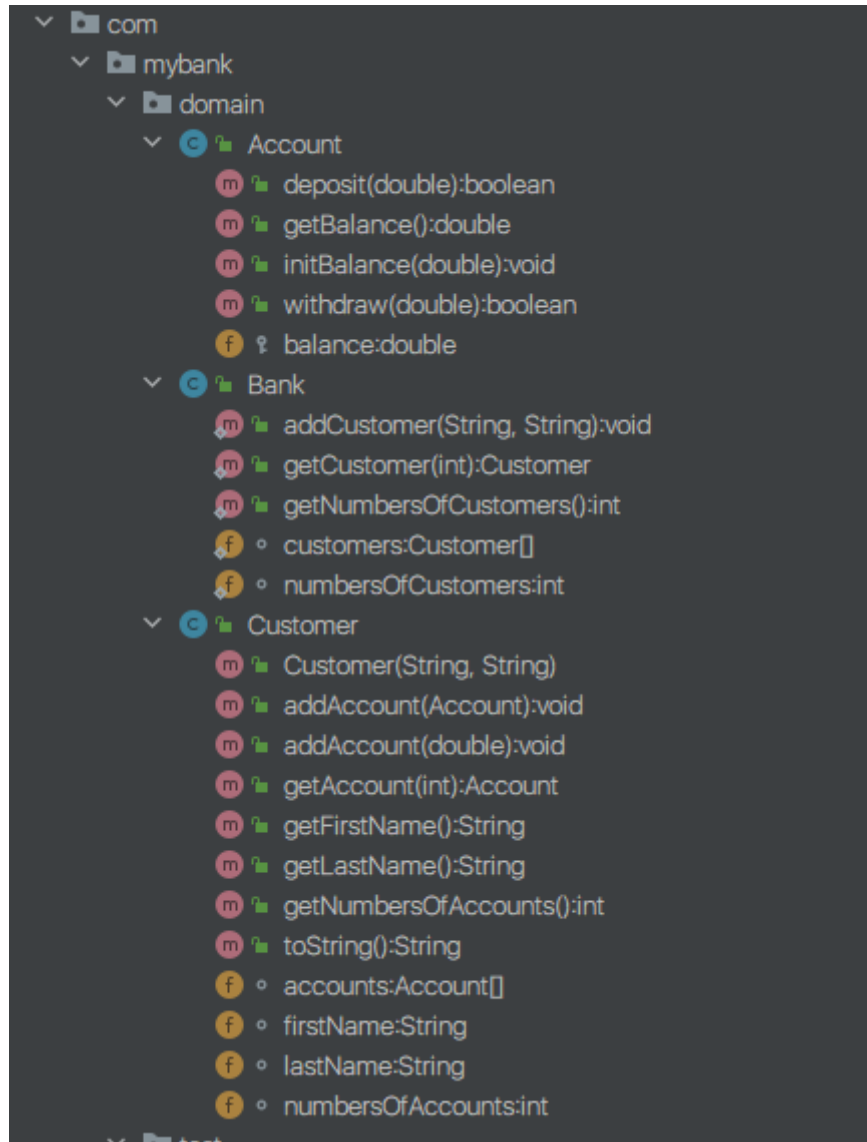 com
mybank
domain
C Account
m deposit(double):boolean
m getBalance():double
m initBalance(double):void
m withdraw(double):boolean
f balance:double
C Bank
m addCustomer(String, String):void
m getCustomer(int):Customer
m getNumbersOfCustomers():int
f customers:Customer[]
f numbersOfCustomers:int
C Customer
m Customer(String, String)
m addAccount(Account):void
m addAccount(double):void
m getAccount(int):Account
m getFirstName():String
m getLastName():String
m getNumbersOfAccounts():int
m toString():String
f accounts:Account[]
f firstName:String
f lastName:String
f numbersOfAccounts:int